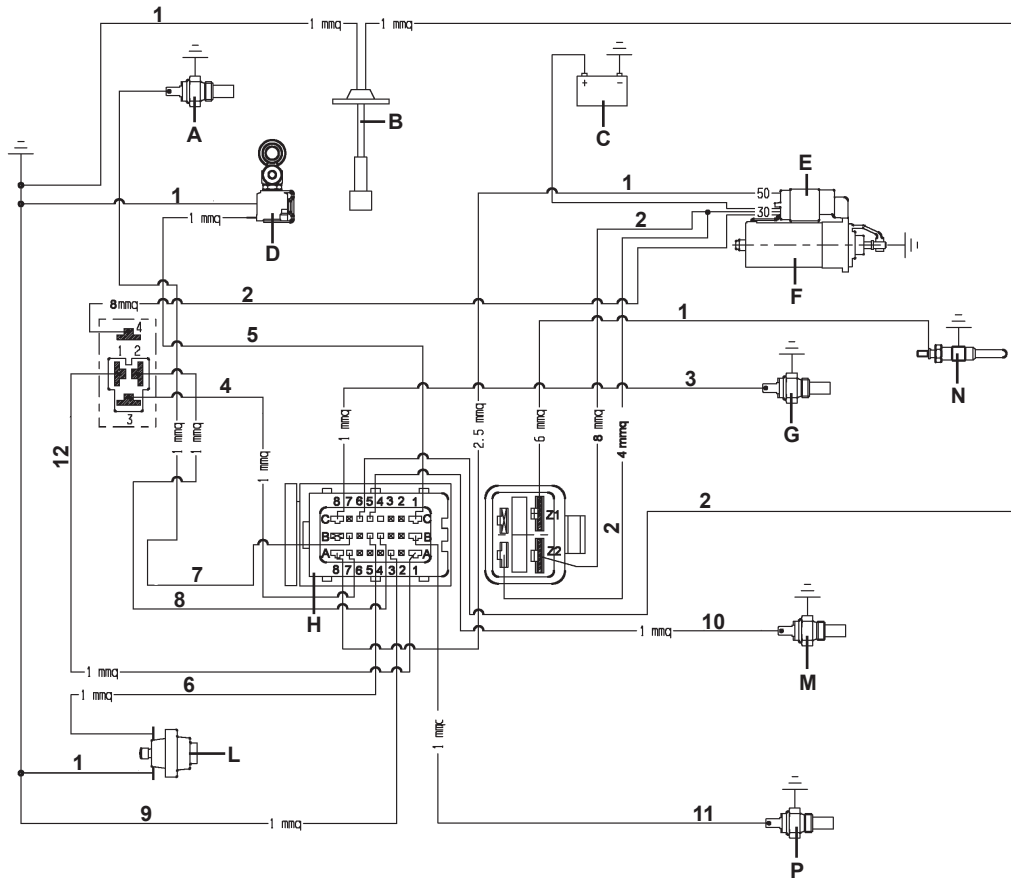 1
1 mmq
1 mmq
A
B
+
-
C
E
1
1 mmq
D
1
50
2
30
F
2
8mmq
4
1 2
3
5
4
12
1 mmq
1 mmq
1 mmq
1 mmq
3
G
1
N
2.5 mmq
6 mmq
8 mmq
4 mmq
2
2
8 7 6 5 4 3 2 1
C C
B B
A A
8 7 6 5 4 3 2 1
Z1
Z2
7
8
H
10
1 mmq
M
1 mmq
6
1 mmq
L
1
1 mmc
9
1 mmq
11
P